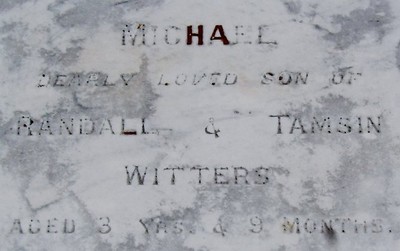 MICHAEL
DEARLY LOVED SON OF
RANDALL & TAMSIN
WITTERS
AGED 3 YRS. & 9 MONTHS.